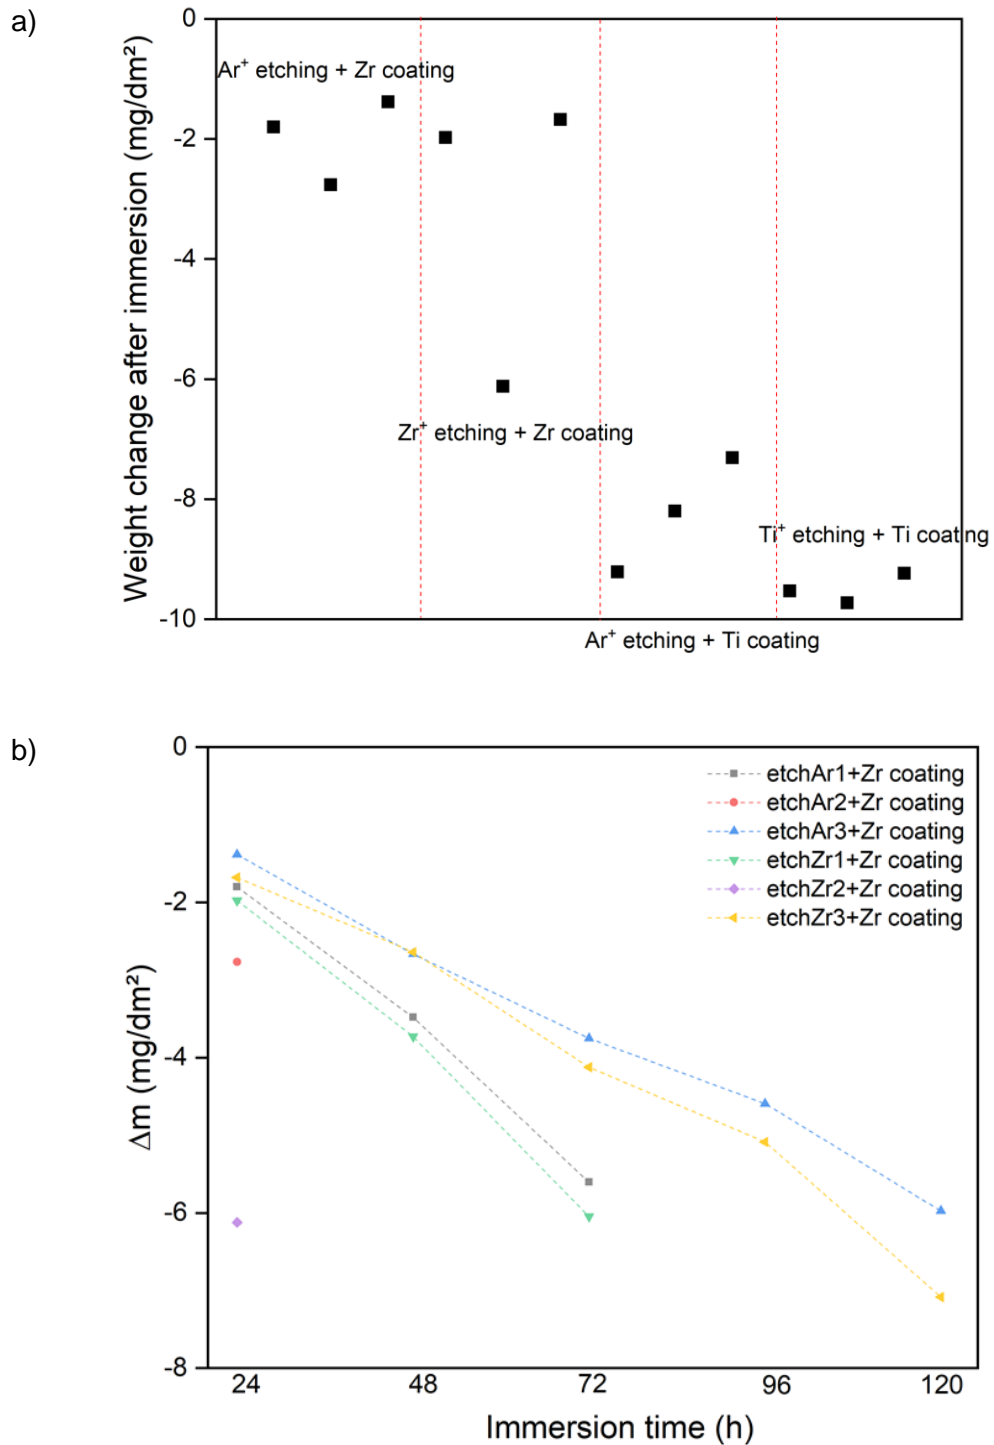 a)
Weight change after immersion (mg/dm²)
0
-2
-4
-6
-8
-10
Ar⁺ etching + Zr coating
Zr⁺ etching + Zr coating
Ti⁺ etching + Ti coating
Ar⁺ etching + Ti coating
b)
Δm (mg/dm²)
0
-2
-4
-6
-8
etchAr1+Zr coating
etchAr2+Zr coating
etchAr3+Zr coating
etchZr1+Zr coating
etchZr2+Zr coating
etchZr3+Zr coating
24 48 72 96 120
Immersion time (h)